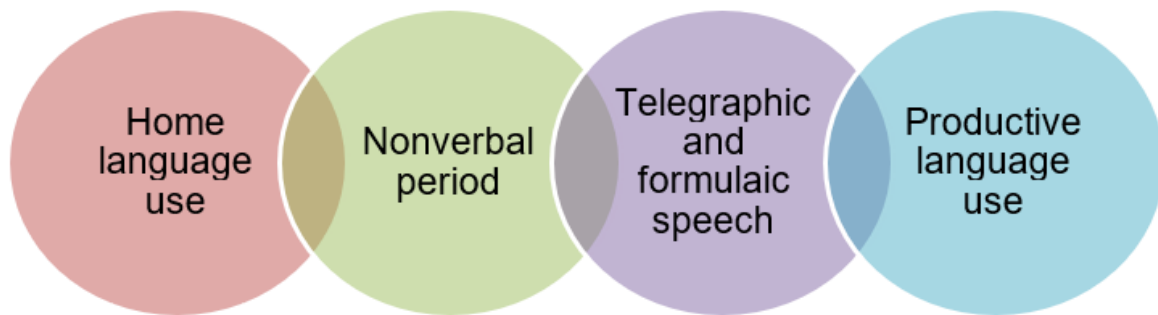 Home
language
use
Nonverbal
period
Telegraphic
and
formulaic
speech
Productive
language
use